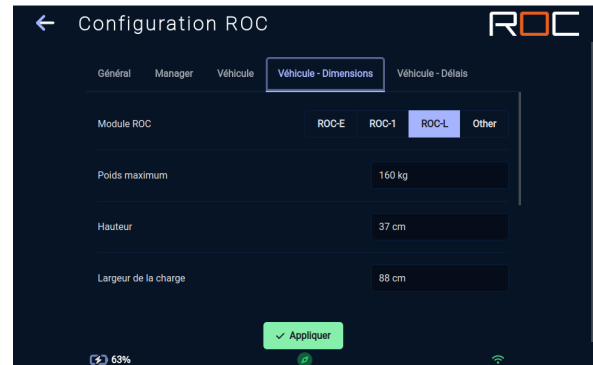 Configuration ROC
ROC
Général Manager Véhicule Véhicule - Dimensions Véhicule - Délais
Module ROC ROC-E ROC-1 ROC-L Other
Poids maximum 160 kg
Hauteur 37 cm
Largeur de la charge 88 cm
Appliquer
63%